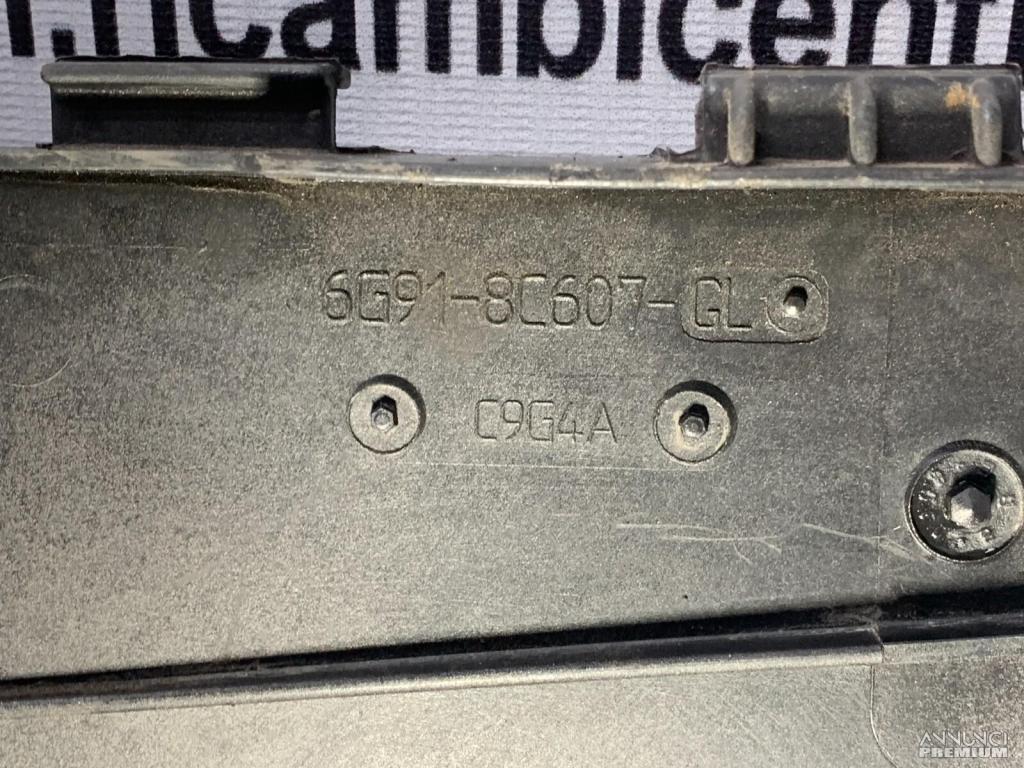 .ricambicent
6G91-8C607-GL
C9G4A
ANNUNCI
PREMIUM